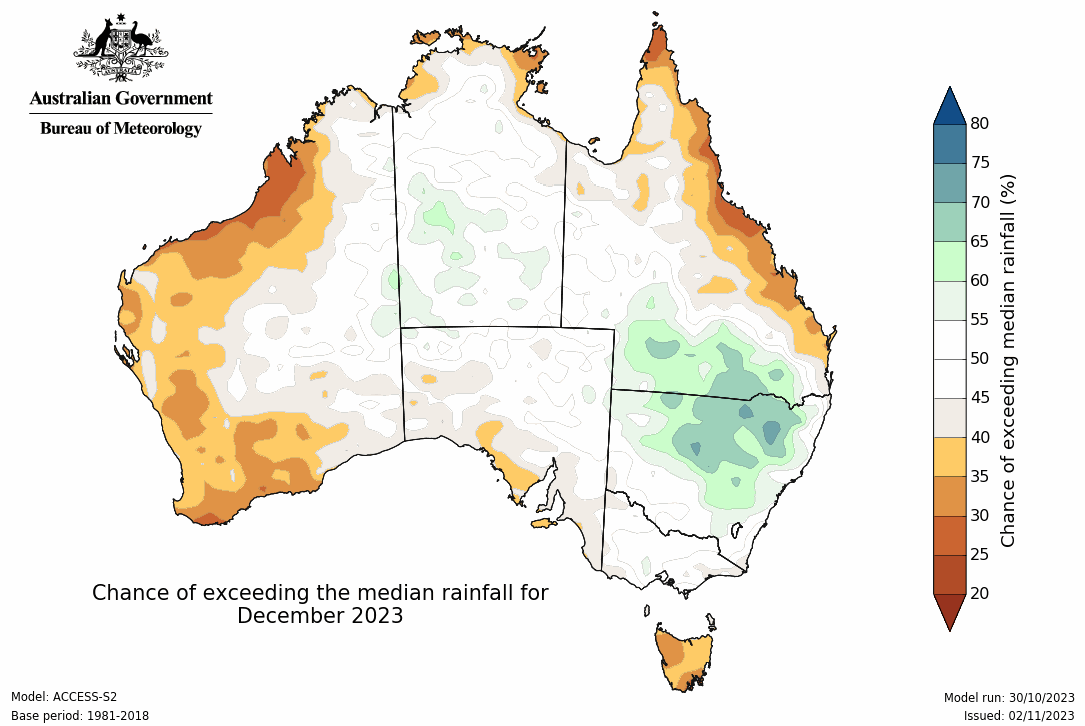 Australian Government
Bureau of Meteorology
80
75
70
65
60
55
50
45
40
35
30
25
20
Chance of exceeding median rainfall (%)
Chance of exceeding the median rainfall for
December 2023
Model: ACCESS-S2
Base period: 1981-2018
Model run: 30/10/2023
Issued: 02/11/2023